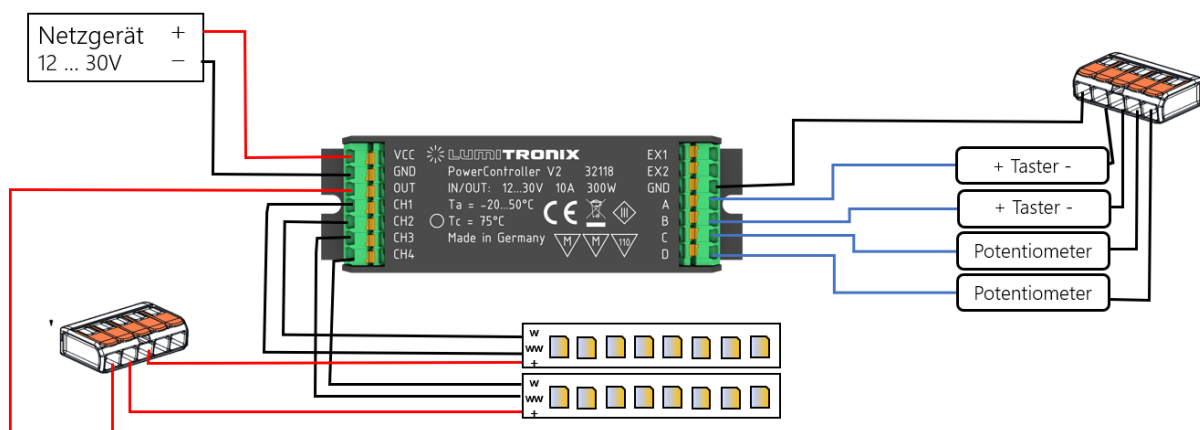 Netzgerät +
12 ... 30V −
VCC
GND
OUT
CH1
CH2
CH3
CH4
LUMITRONIX
PowerController V2 32118
IN/OUT: 12...30V 10A 300W
Ta = -20...50°C
Tc = 75°C
Made in Germany
CE
III
M
M
110
EX1
EX2
GND
A
B
C
D
+ Taster -
+ Taster -
Potentiometer
Potentiometer
W
WW
+
W
WW
+